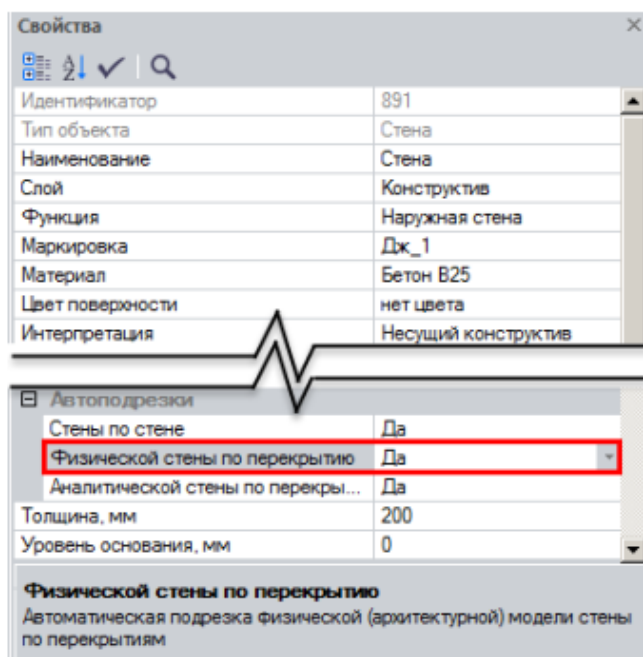 Свойства
Идентификатор 891
Тип объекта Стена
Наименование Стена
Слой Конструктив
Функция Наружная стена
Маркировка Дж_1
Материал Бетон B25
Цвет поверхности нет цвета
Интерпретация Несущий конструктив
Автоподрезки
Стены по стене Да
Физической стены по перекрытию Да
Аналитической стены по перекры... Да
Толщина, мм 200
Уровень основания, мм 0
Физической стены по перекрытию
Автоматическая подрезка физической (архитектурной) модели стены
по перекрытиям